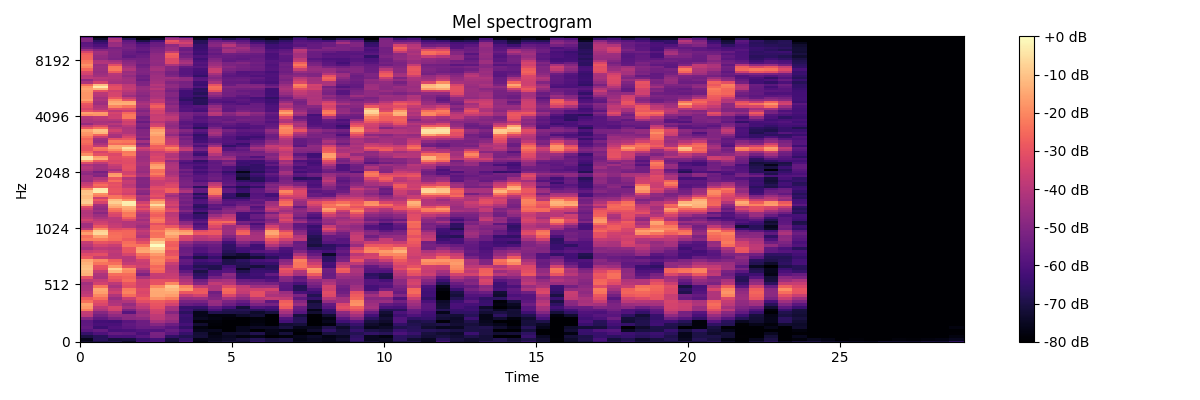 Mel spectrogram
+0 dB
8192
-10 dB
4096
-20 dB
-30 dB
Hz
2048
-40 dB
1024
-50 dB
-60 dB
512
-70 dB
0
-80 dB
0 5 10 15 20 25
Time